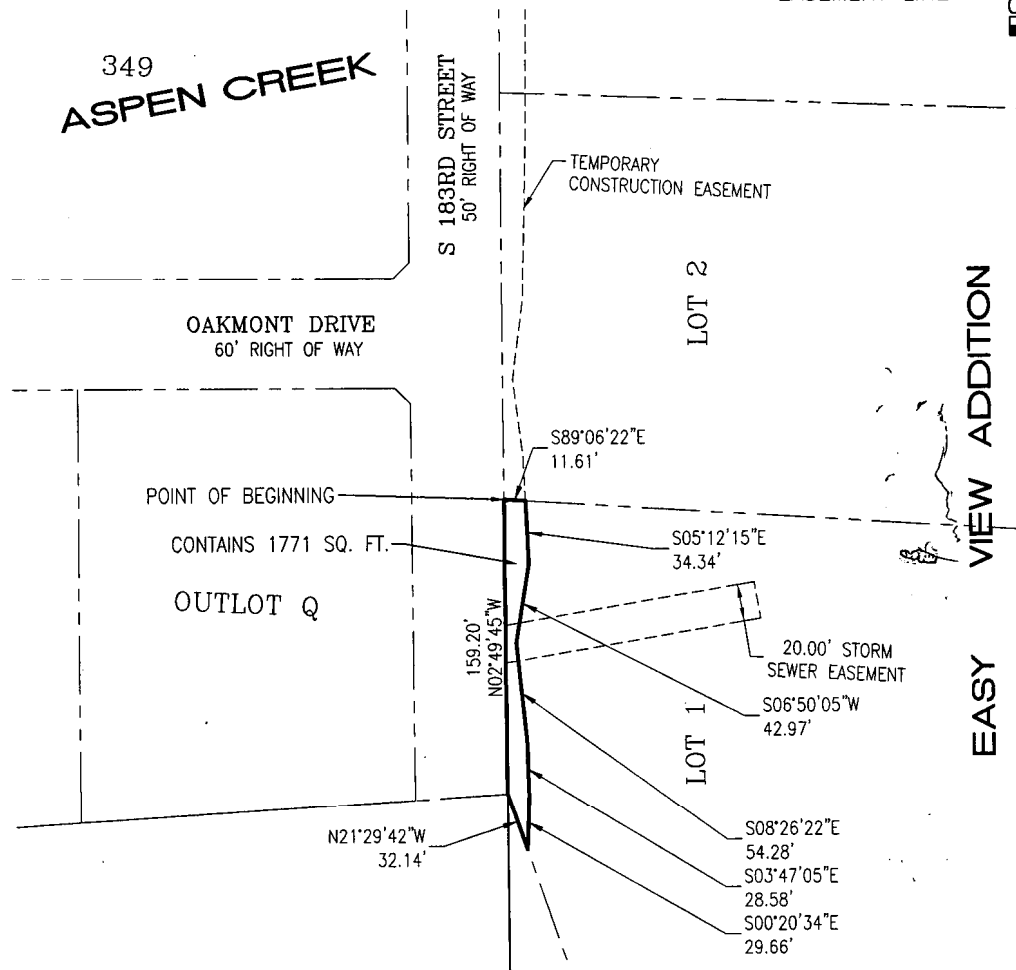 349
ASPEN CREEK
S 183RD STREET
50' RIGHT OF WAY
TEMPORARY
CONSTRUCTION EASEMENT
LOT 2
OAKMONT DRIVE
60' RIGHT OF WAY
S89°06'22"E
11.61'
POINT OF BEGINNING
CONTAINS 1771 SQ. FT.
S05°12'15"E
34.34'
OUTLOT Q
159.20'
N02°49'45"W
20.00' STORM
SEWER EASEMENT
S06°50'05"W
42.97'
LOT 1
EASY VIEW ADDITION
N21°29'42"W
32.14'
S08°26'22"E
54.28'
S03°47'05"E
28.58'
S00°20'34"E
29.66'